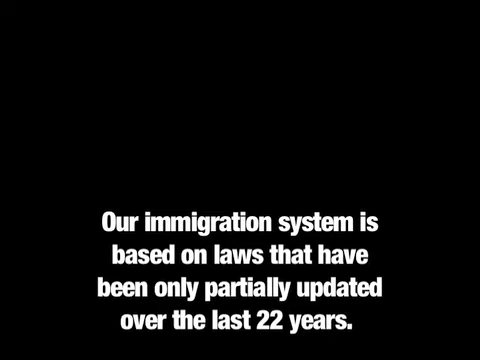 Our immigration system is
based on laws that have
been only partially updated
over the last 22 years.